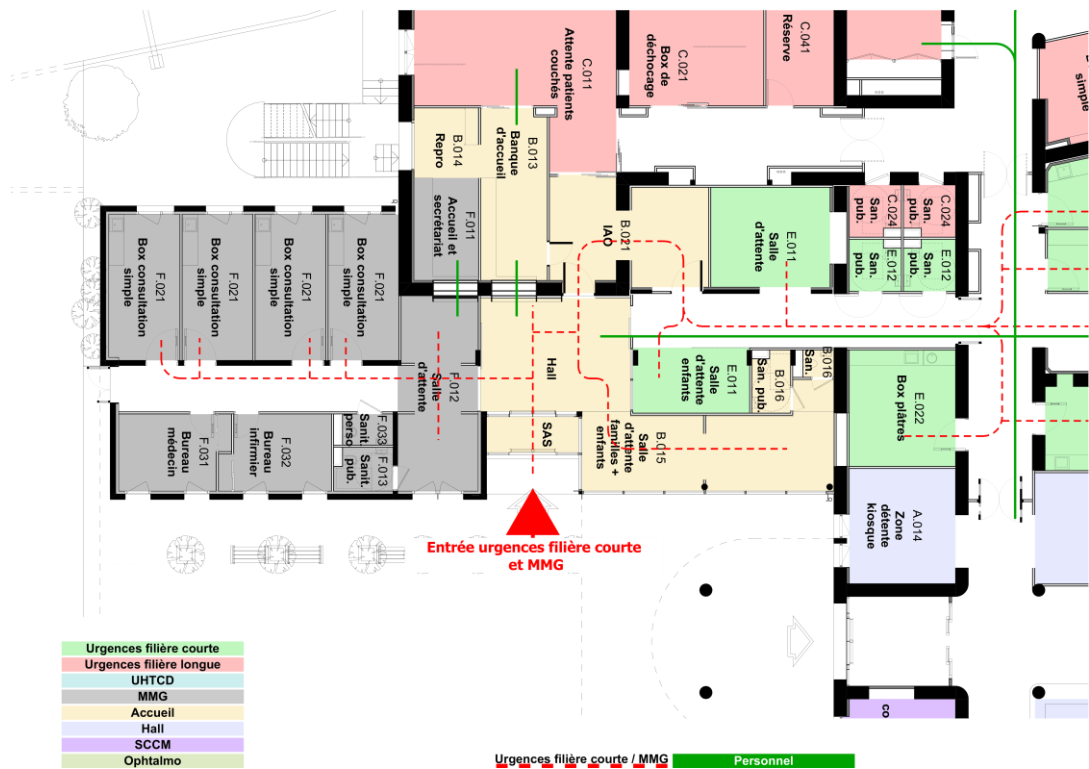 C.011
Attente patients
couchés
C.021
Box de
déchocage
C.041
Réserve
simple
B.014
Repro
B.013
Banque
d'accueil
F.011
Accueil et
secrétariat
IAO
B.021
E.011
Salle
d'attente
C.024
San.
pub.
C.024
San.
pub.
E.012
San.
pub.
E.012
San.
pub.
F.021
Box consultation
simple
F.021
Box consultation
simple
F.021
Box consultation
simple
F.021
Box consultation
simple
F.012
Salle
d'attente
Hall
SAS
E.011
Salle
d'attente
enfants
B.016
San. pub.
B.016
San.
B.015
Salle
d'attente
familles +
enfants
E.022
Box plâtres
F.031
Bureau
médecin
F.032
Bureau
infirmier
F.033
Sanit.
perso
F.013
Sanit.
pub.
A.014
Zone
détente
kiosque
Entrée urgences filière courte
et MMG
co
Urgences filière courte
Urgences filière longue
UHTCD
MMG
Accueil
Hall
SCCM
Ophtalmo
Urgences filière courte / MMG
Personnel